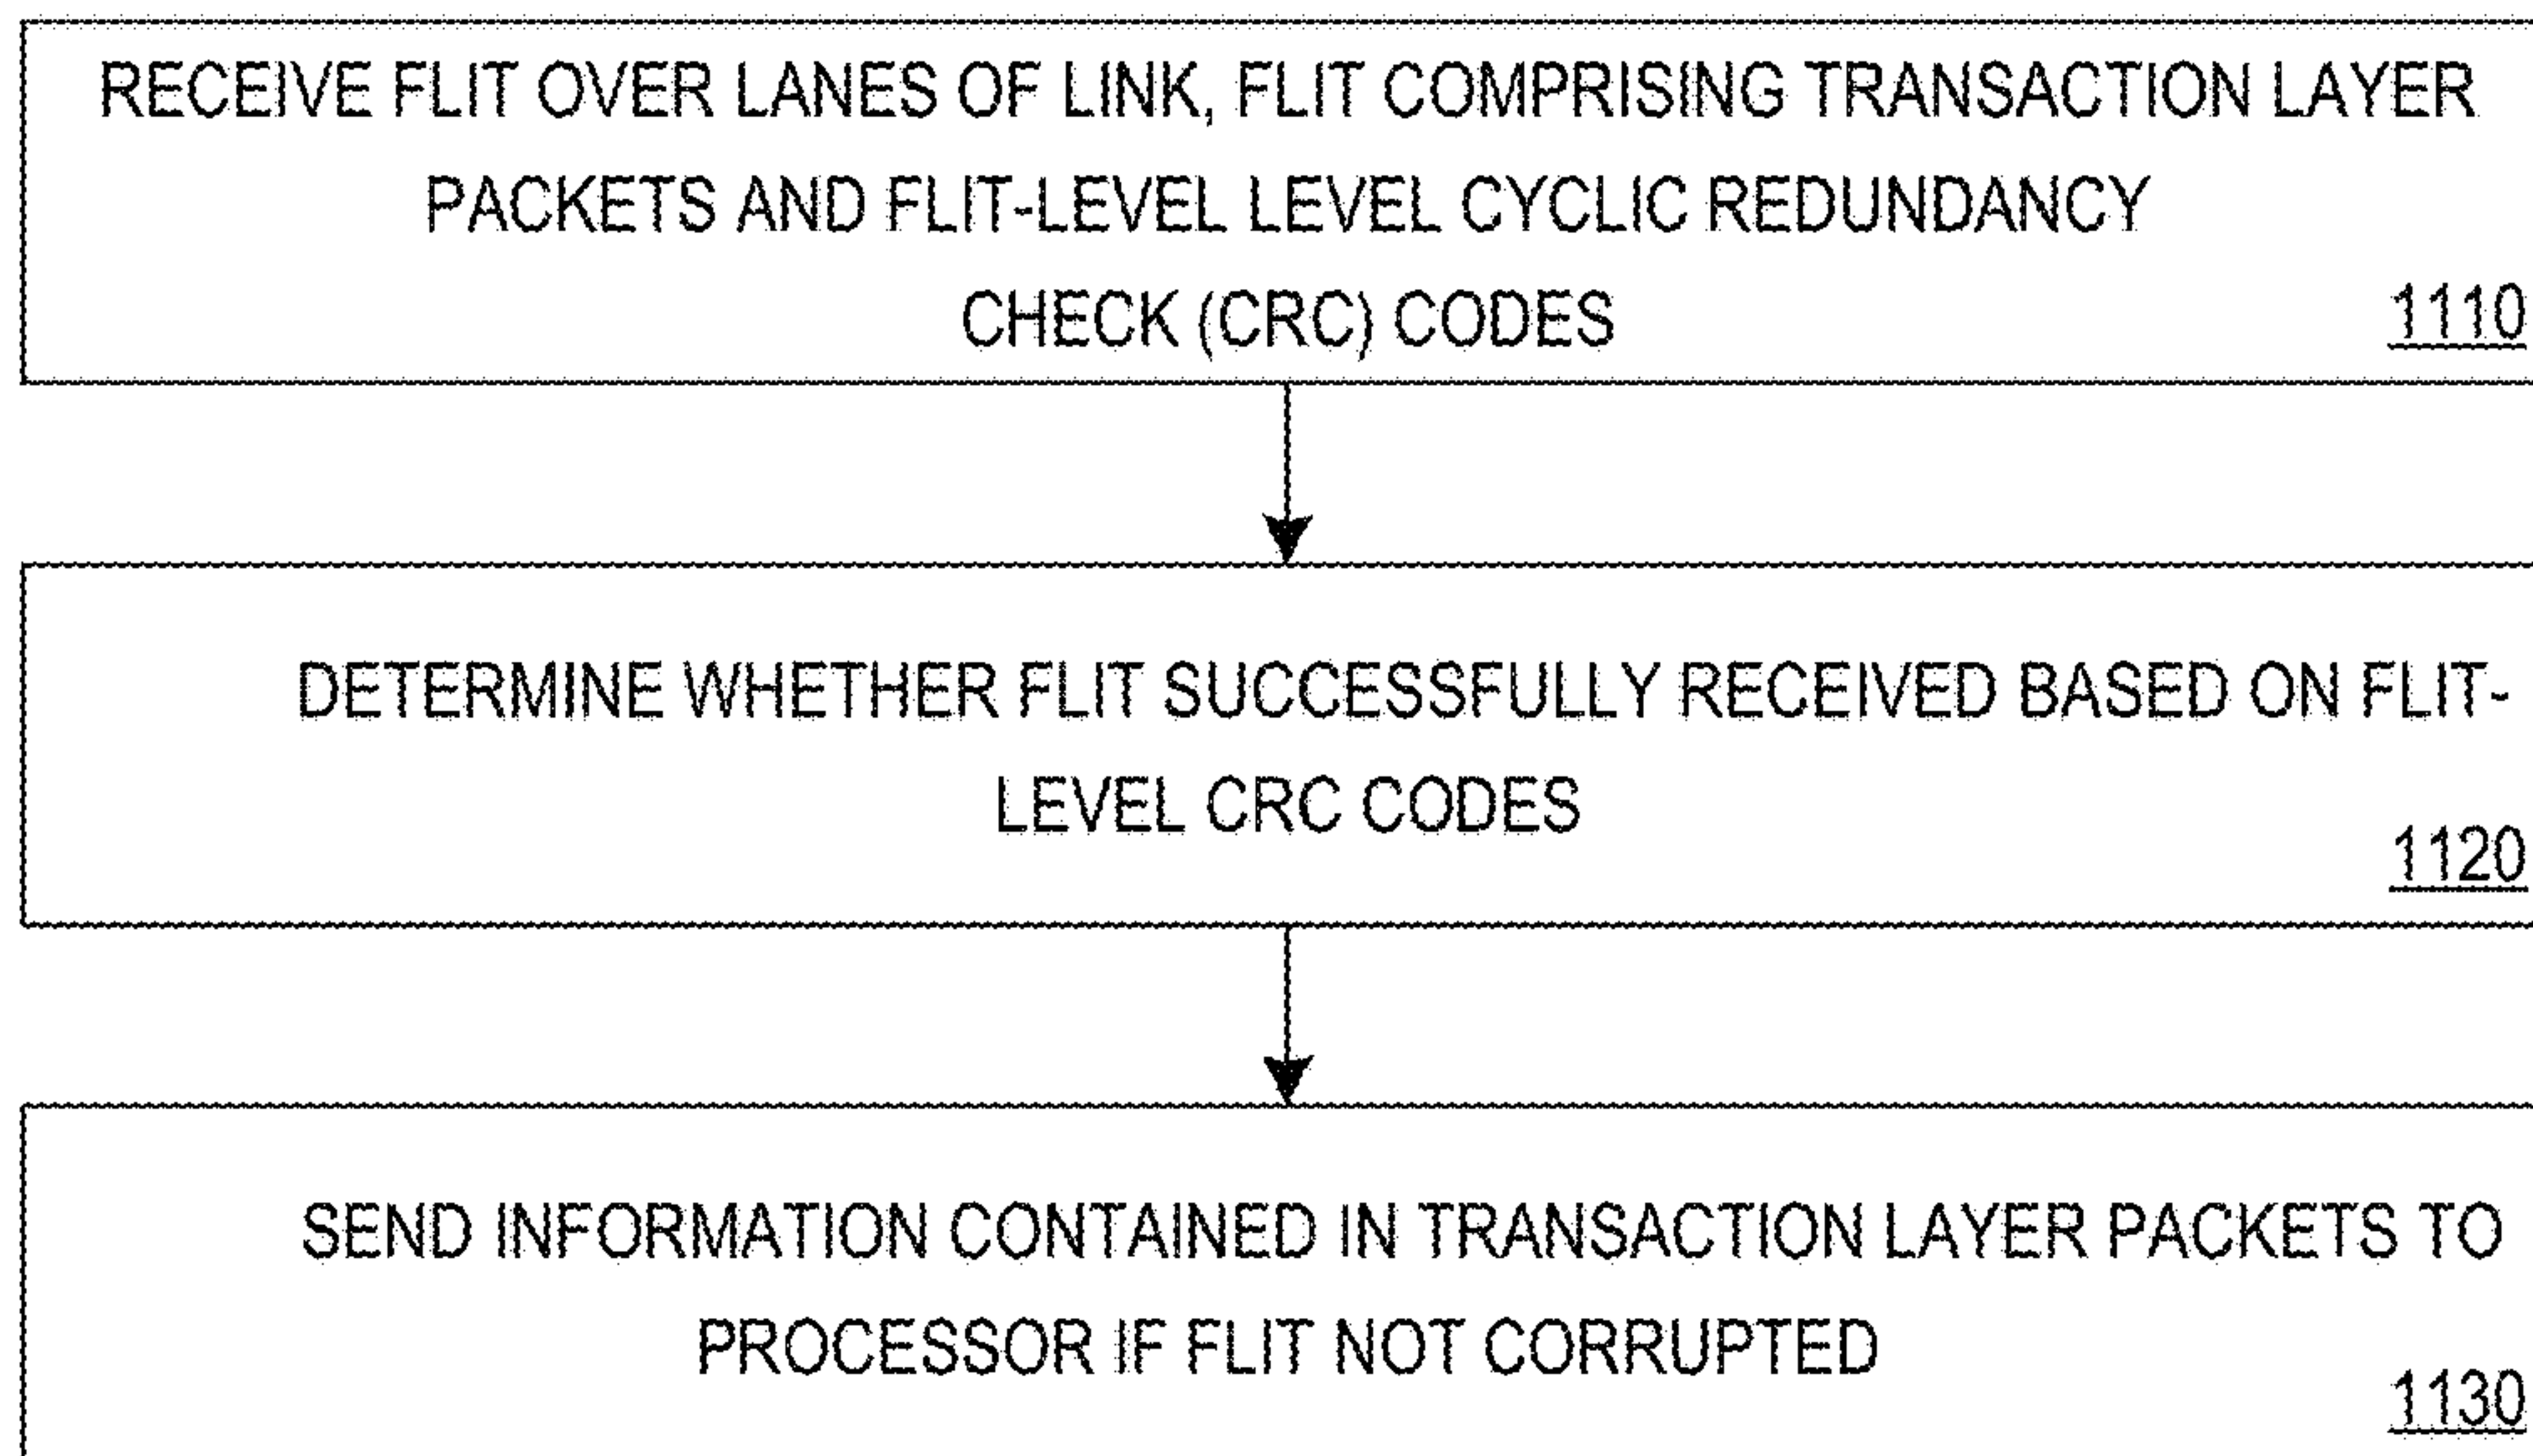 RECEIVE FLIT OVER LANES OF LINK, FLIT COMPRISING TRANSACTION LAYER
PACKETS AND FLIT-LEVEL LEVEL CYCLIC REDUNDANCY
CHECK (CRC) CODES
1110
DETERMINE WHETHER FLIT SUCCESSFULLY RECEIVED BASED ON FLIT-
LEVEL CRC CODES
1120
SEND INFORMATION CONTAINED IN TRANSACTION LAYER PACKETS TO
PROCESSOR IF FLIT NOT CORRUPTED
1130